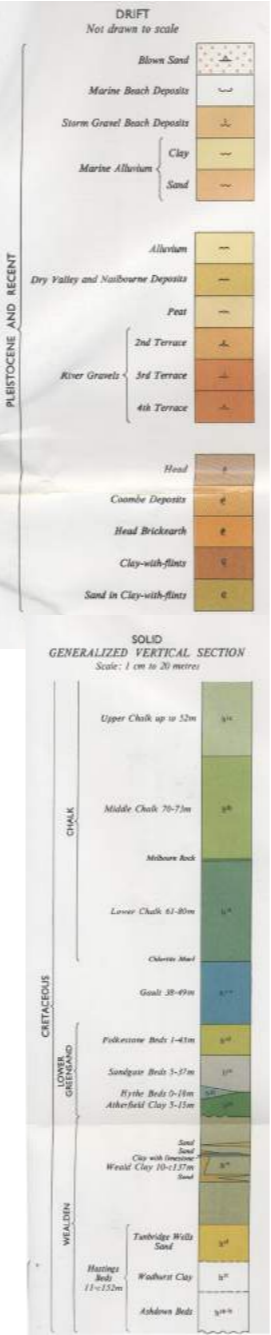 DRIFT
Not drawn to scale
PLEISTOCENE AND RECENT
Blown Sand
Marine Beach Deposits
Storm Gravel Beach Deposits
Marine Alluvium
Clay
Sand
Alluvium
Dry Valley and Nailbourne Deposits
Peat
River Gravels
2nd Terrace
3rd Terrace
4th Terrace
Head
Coombe Deposits
Head Brickearth
Clay-with-flints
Sand in Clay-with-flints
SOLID
GENERALIZED VERTICAL SECTION
Scale: 1 cm to 20 metres
CRETACEOUS
CHALK
Upper Chalk up to 52m
Middle Chalk 70-73m
Melbourn Rock
Lower Chalk 61-80m
Chloritic Marl
Gault 38-49m
LOWER GREENSAND
Folkestone Beds 1-43m
Sandgate Beds 5-37m
Hythe Beds 0-18m
Atherfield Clay 5-15m
WEALDEN
Sand
Sand
Clay with limestone
Weald Clay 10-c137m
Sand
Hastings Beds 11-c152m
Tunbridge Wells Sand
Wadhurst Clay
Ashdown Beds